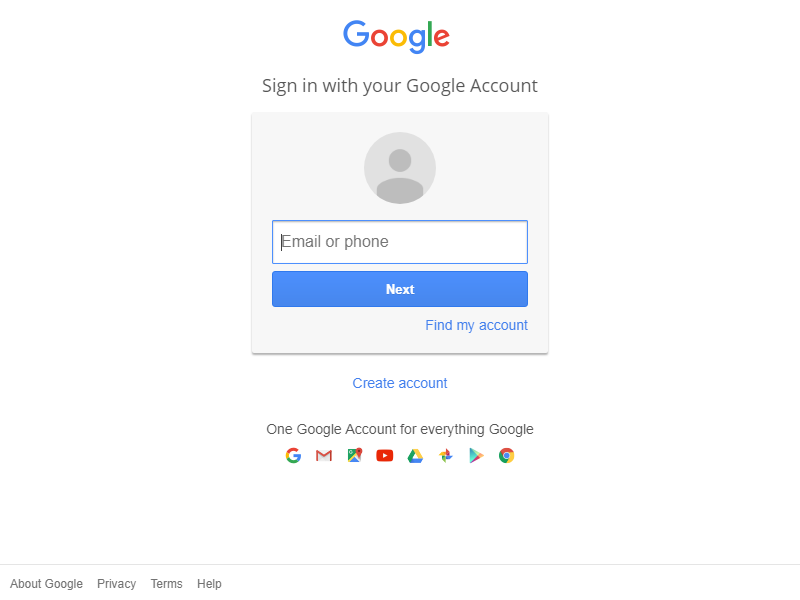 Google
Sign in with your Google Account
Email or phone
Next
Find my account
Create account
One Google Account for everything Google
About Google Privacy Terms Help